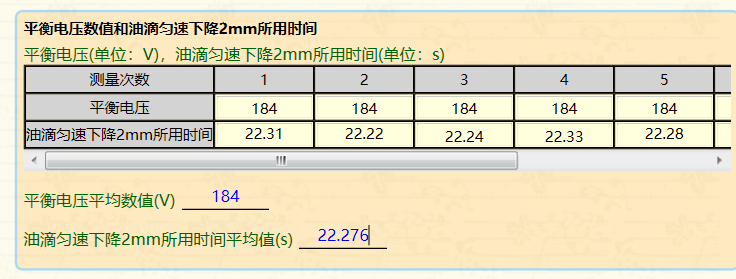 平衡电压数值和油滴匀速下降2mm所用时间
平衡电压(单位：V)，油滴匀速下降2mm所用时间(单位：s)
测量次数 1 2 3 4 5
平衡电压 184 184 184 184 184
油滴匀速下降2mm所用时间 22.31 22.22 22.24 22.33 22.28
平衡电压平均数值(V) 184
油滴匀速下降2mm所用时间平均值(s) 22.276